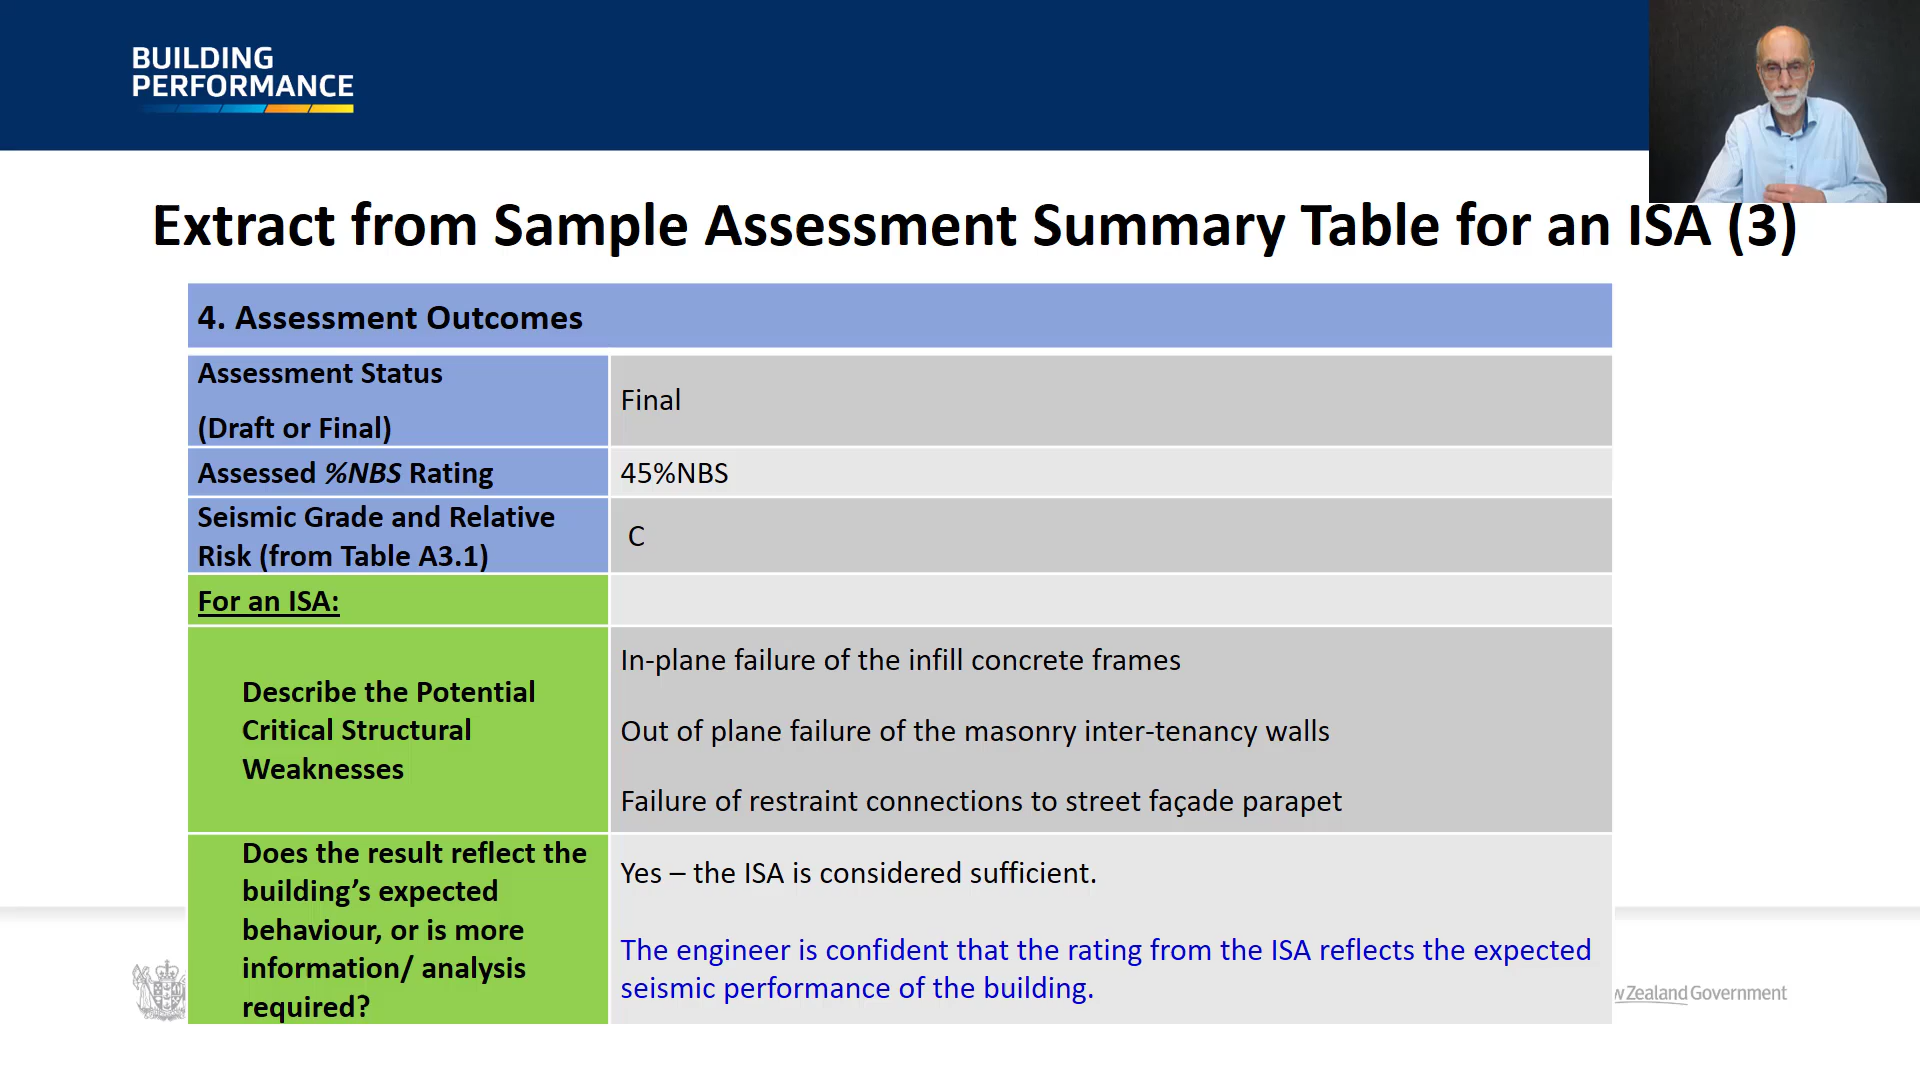 BUILDING
PERFORMANCE
Extract from Sample Assessment Summary Table for an ISA (3)
4. Assessment Outcomes
Assessment Status
(Draft or Final)
Final
Assessed %NBS Rating
45%NBS
Seismic Grade and Relative
Risk (from Table A3.1)
C
For an ISA:
Describe the Potential
Critical Structural
Weaknesses
In-plane failure of the infill concrete frames
Out of plane failure of the masonry inter-tenancy walls
Failure of restraint connections to street façade parapet
Does the result reflect the
building’s expected
behaviour, or is more
information/ analysis
required?
Yes – the ISA is considered sufficient.
The engineer is confident that the rating from the ISA reflects the expected
seismic performance of the building.
Zealand Government